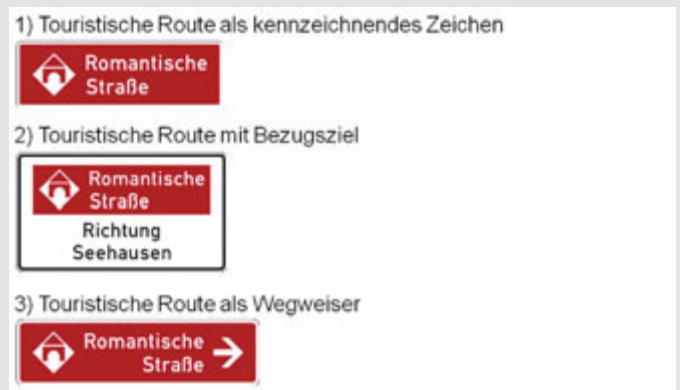 1) Touristische Route als kennzeichnendes Zeichen
Romantische
Straße
2) Touristische Route mit Bezugsziel
Romantische
Straße
Richtung
Seehausen
3) Touristische Route als Wegweiser
Romantische
Straße